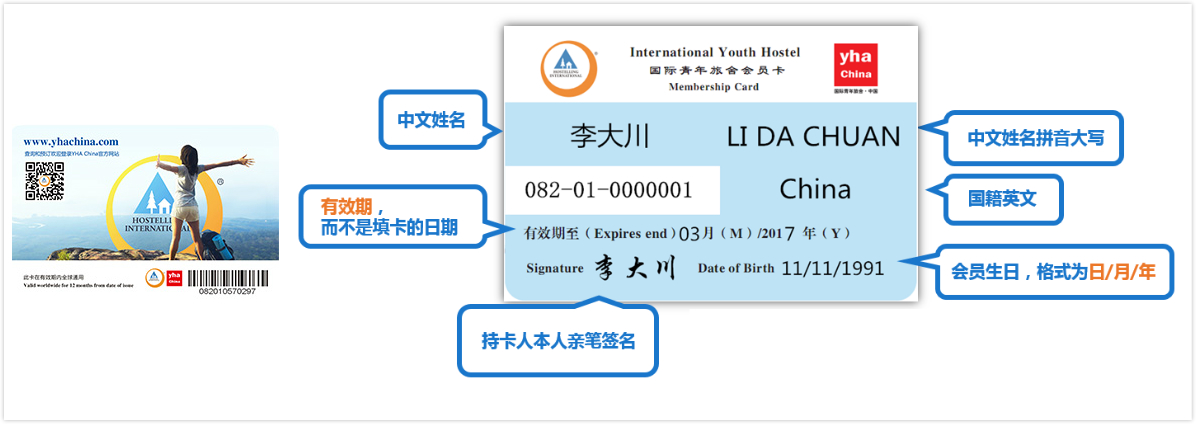 www.yhachina.com
查询和预订欢迎登录YHA China官方网站
HOSTELLING
INTERNATIONAL
®
此卡在有效期内全球通用
Valid worldwide for 12 months from date of issue
yha
China
082010570297
中文姓名
有效期，
而不是填卡的日期
HOSTELLING
INTERNATIONAL
International Youth Hostel
国际青年旅舍会员卡
Membership Card
yha
China
国际青年旅舍·中国
李大川
LI DA CHUAN
082-01-0000001
China
有效期至（Expires end）03月（M）/2017 年（Y）
Signature 李大川 Date of Birth 11/11/1991
中文姓名拼音大写
国籍英文
会员生日，格式为日/月/年
持卡人本人亲笔签名